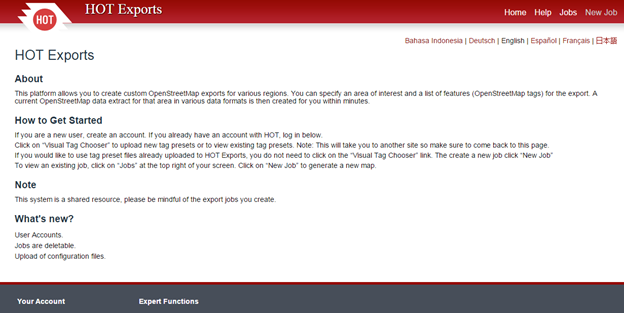 HOT
HOT Exports
Home Help Jobs New Job
Bahasa Indonesia | Deutsch | English | Español | Français | 日本語
HOT Exports
About
This platform allows you to create custom OpenStreetMap exports for various regions. You can specify an area of interest and a list of features (OpenStreetMap tags) for the export. A
current OpenStreetMap data extract for that area in various data formats is then created for you within minutes.
How to Get Started
If you are a new user, create an account. If you already have an account with HOT, log in below.
Click on “Visual Tag Chooser” to upload new tag presets or to view existing tag presets. Note: This will take you to another site so make sure to come back to this page.
If you would like to use tag preset files already uploaded to HOT Exports, you do not need to click on the “Visual Tag Chooser” link. The create a new job click “New Job”
To view an existing job, click on “Jobs” at the top right of your screen. Click on “New Job” to generate a new map.
Note
This system is a shared resource, please be mindful of the export jobs you create.
What's new?
User Accounts.
Jobs are deletable.
Upload of configuration files.
Your Account Expert Functions